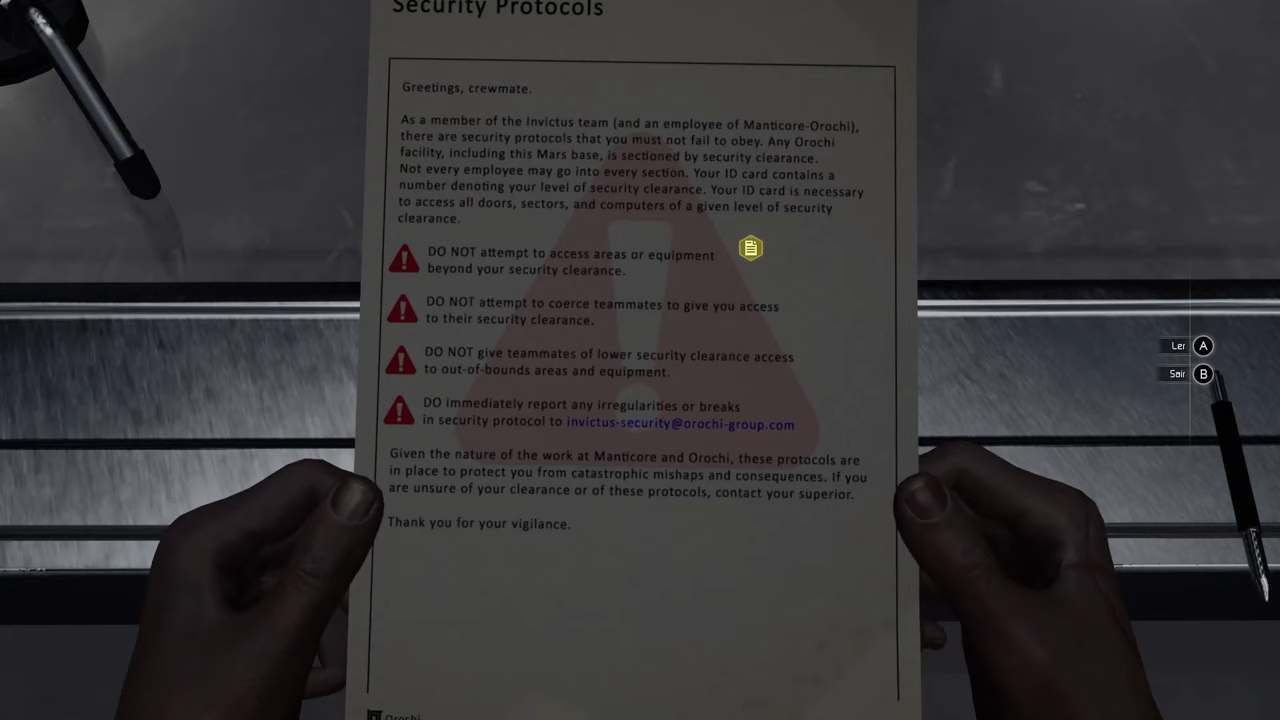 Security Protocols
Greetings, crewmate.
As a member of the Invictus team (and an employee of Manticore-Orochi),
there are security protocols that you must not fail to obey. Any Orochi
facility, including this Mars base, is sectioned by security clearance.
Not every employee may go into every section. Your ID card contains a
number denoting your level of security clearance. Your ID card is necessary
to access all doors, sectors, and computers of a given level of security
clearance.
DO NOT attempt to access areas or equipment
beyond your security clearance.
DO NOT attempt to coerce teammates to give you access
to their security clearance.
DO NOT give teammates of lower security clearance access
to out-of-bounds areas and equipment.
DO immediately report any irregularities or breaks
in security protocol to invictus-security@orochi-group.com
Given the nature of the work at Manticore and Orochi, these protocols are
in place to protect you from catastrophic mishaps and consequences. If you
are unsure of your clearance or of these protocols, contact your superior.
Thank you for your vigilance.
Orochi
Ler A
Sair B